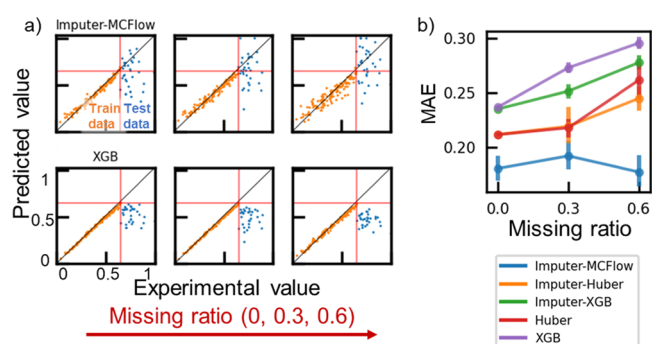 a)
Imputer-MCFlow
Train Test
data data
Predicted value
XGB
1
0.5
0
0 0.5 1
Experimental value
Missing ratio (0, 0.3, 0.6)
b)
0.30
0.25
0.20
MAE
0.0 0.3 0.6
Missing ratio
Imputer-MCFlow
Imputer-Huber
Imputer-XGB
Huber
XGB